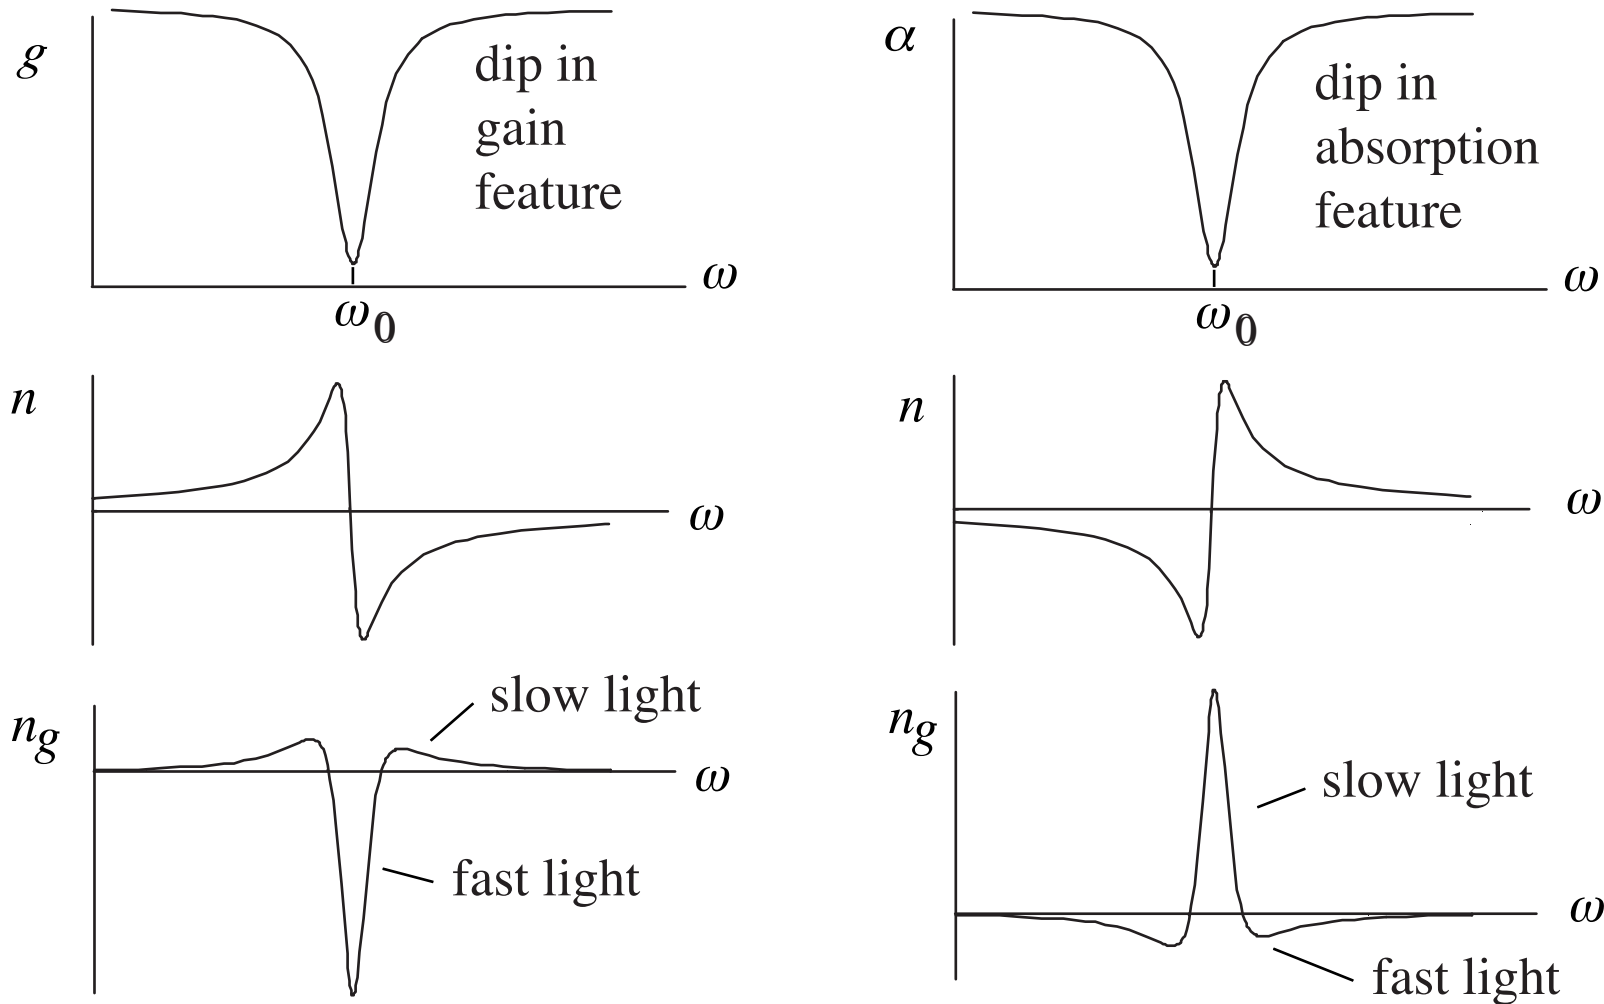 g
dip in
gain
feature
ω
ω0
n
ω
ng
slow light
ω
fast light
α
dip in
absorption
feature
ω
ω0
n
ω
ng
slow light
ω
fast light